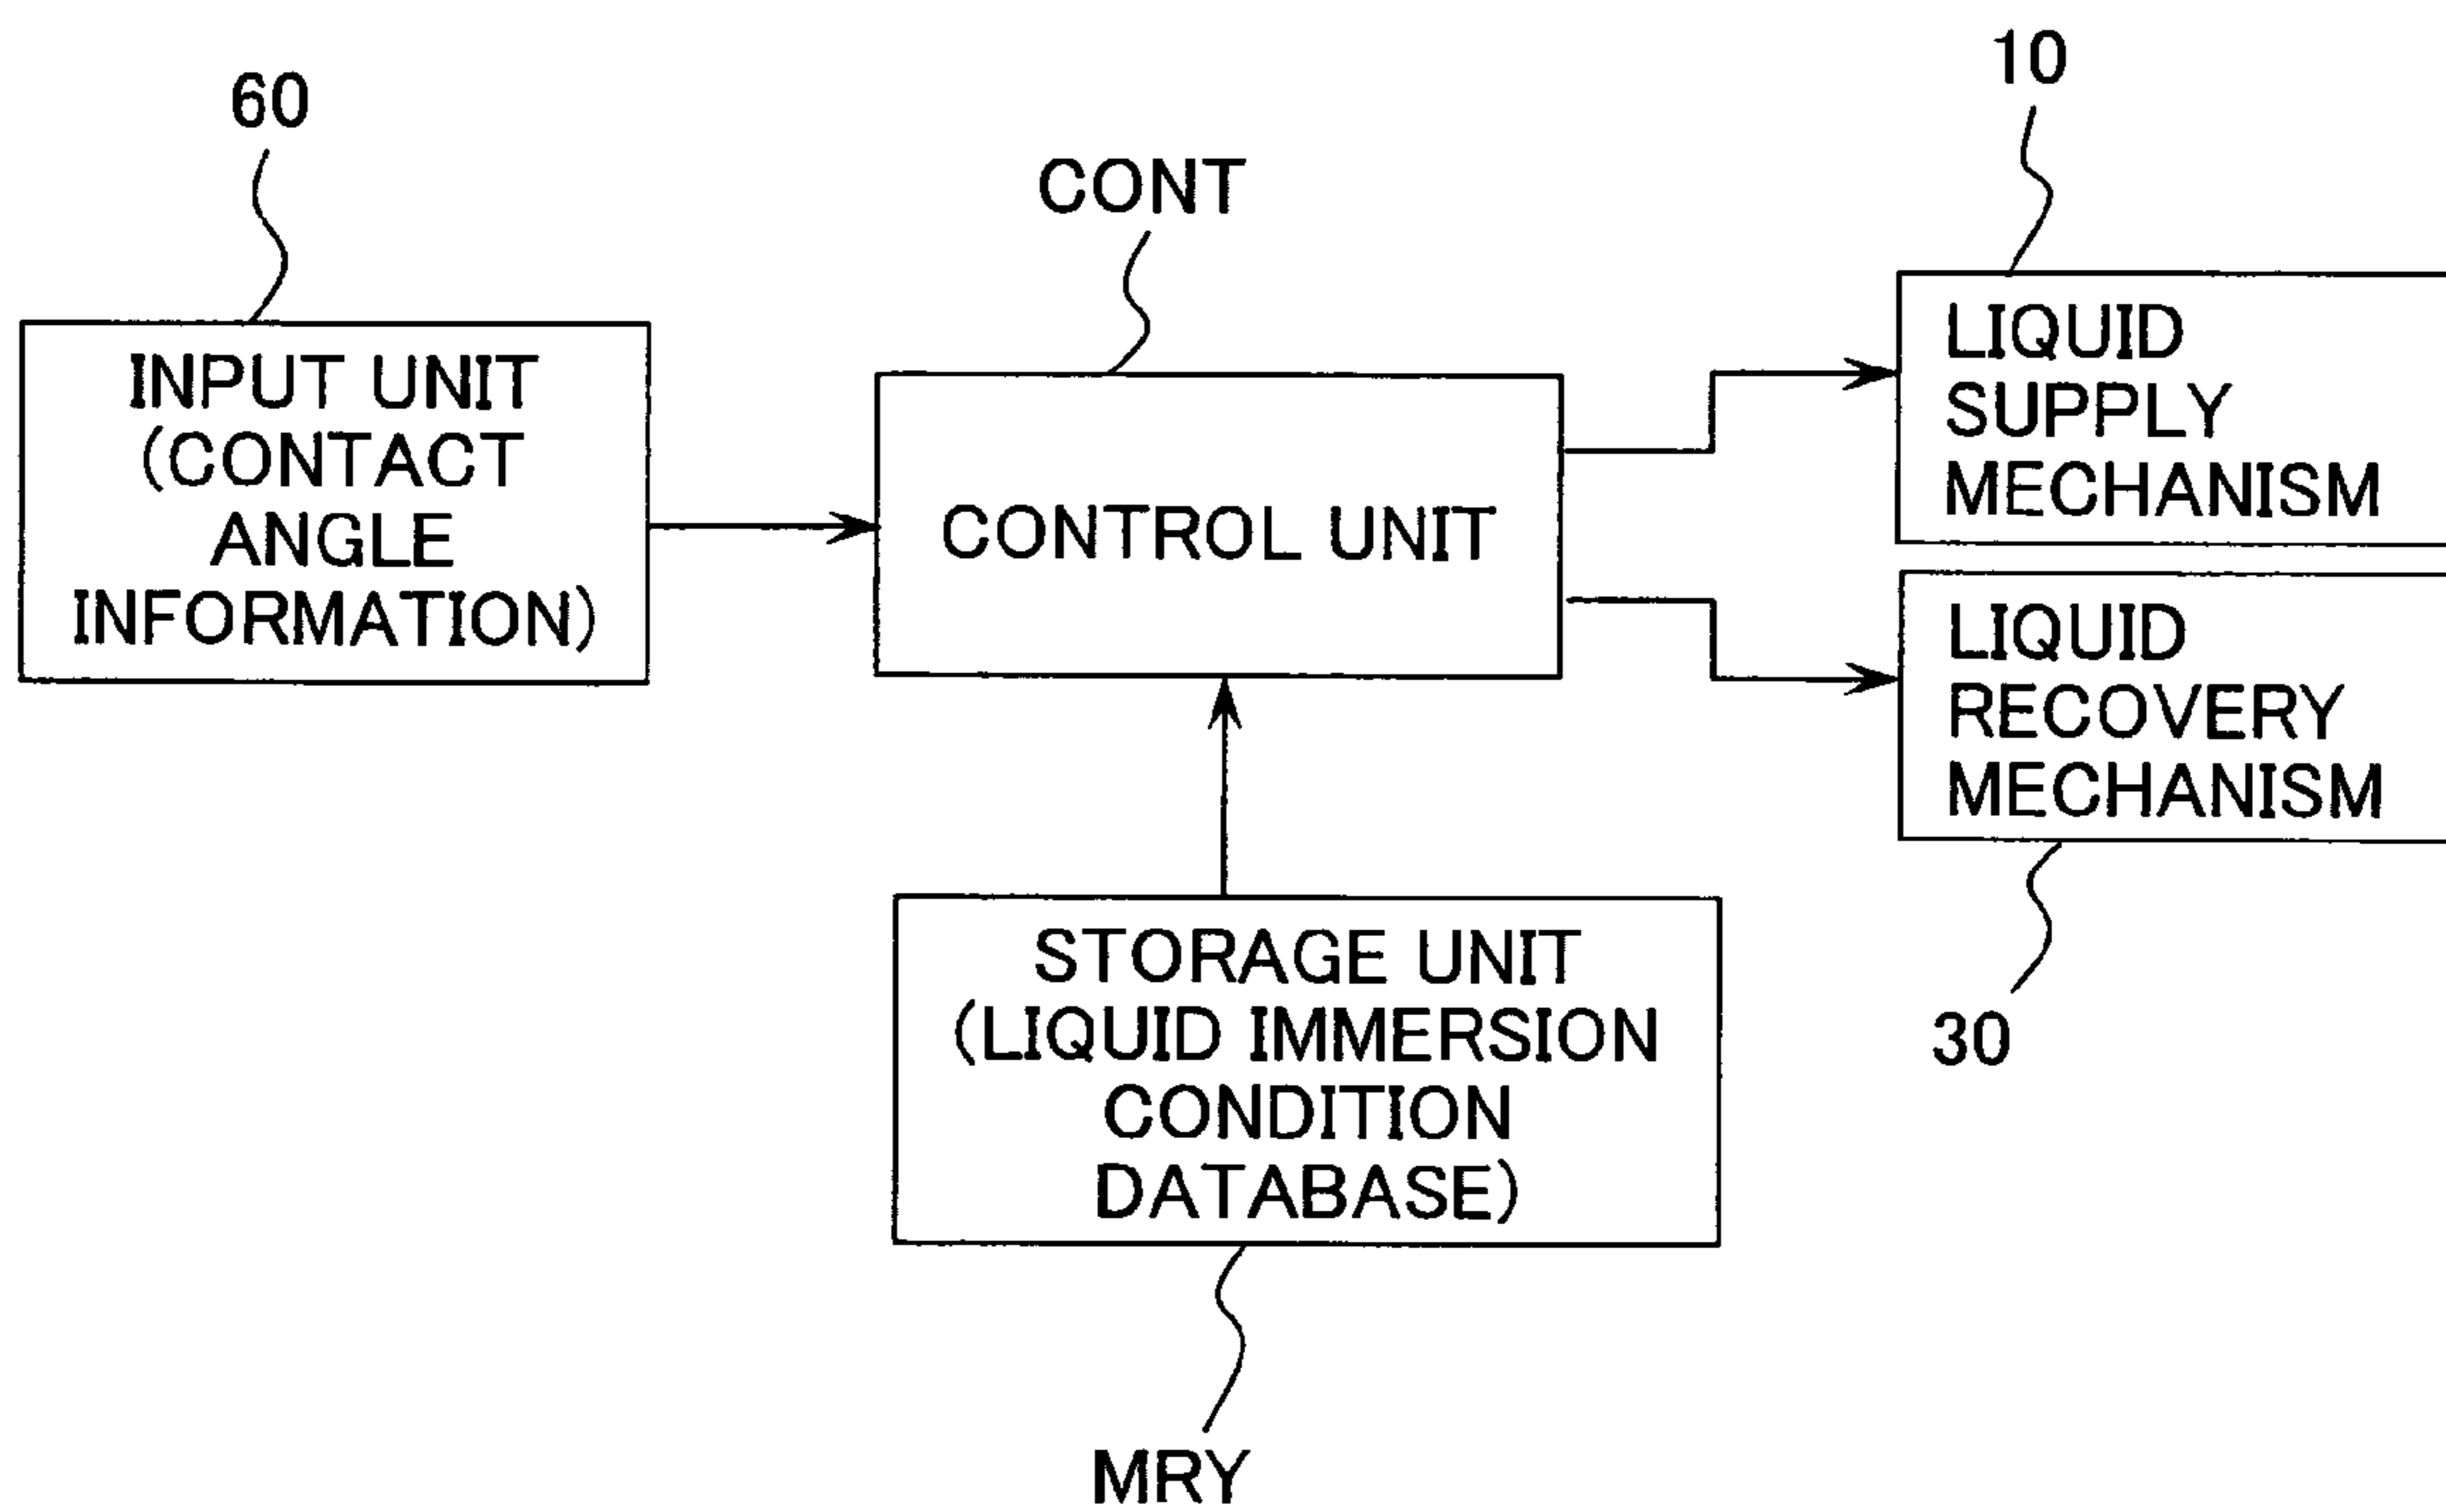 60
INPUT UNIT
(CONTACT
ANGLE
INFORMATION)
CONT
CONTROL UNIT
10
LIQUID
SUPPLY
MECHANISM
LIQUID
RECOVERY
MECHANISM
30
STORAGE UNIT
(LIQUID IMMERSION
CONDITION
DATABASE)
MRY